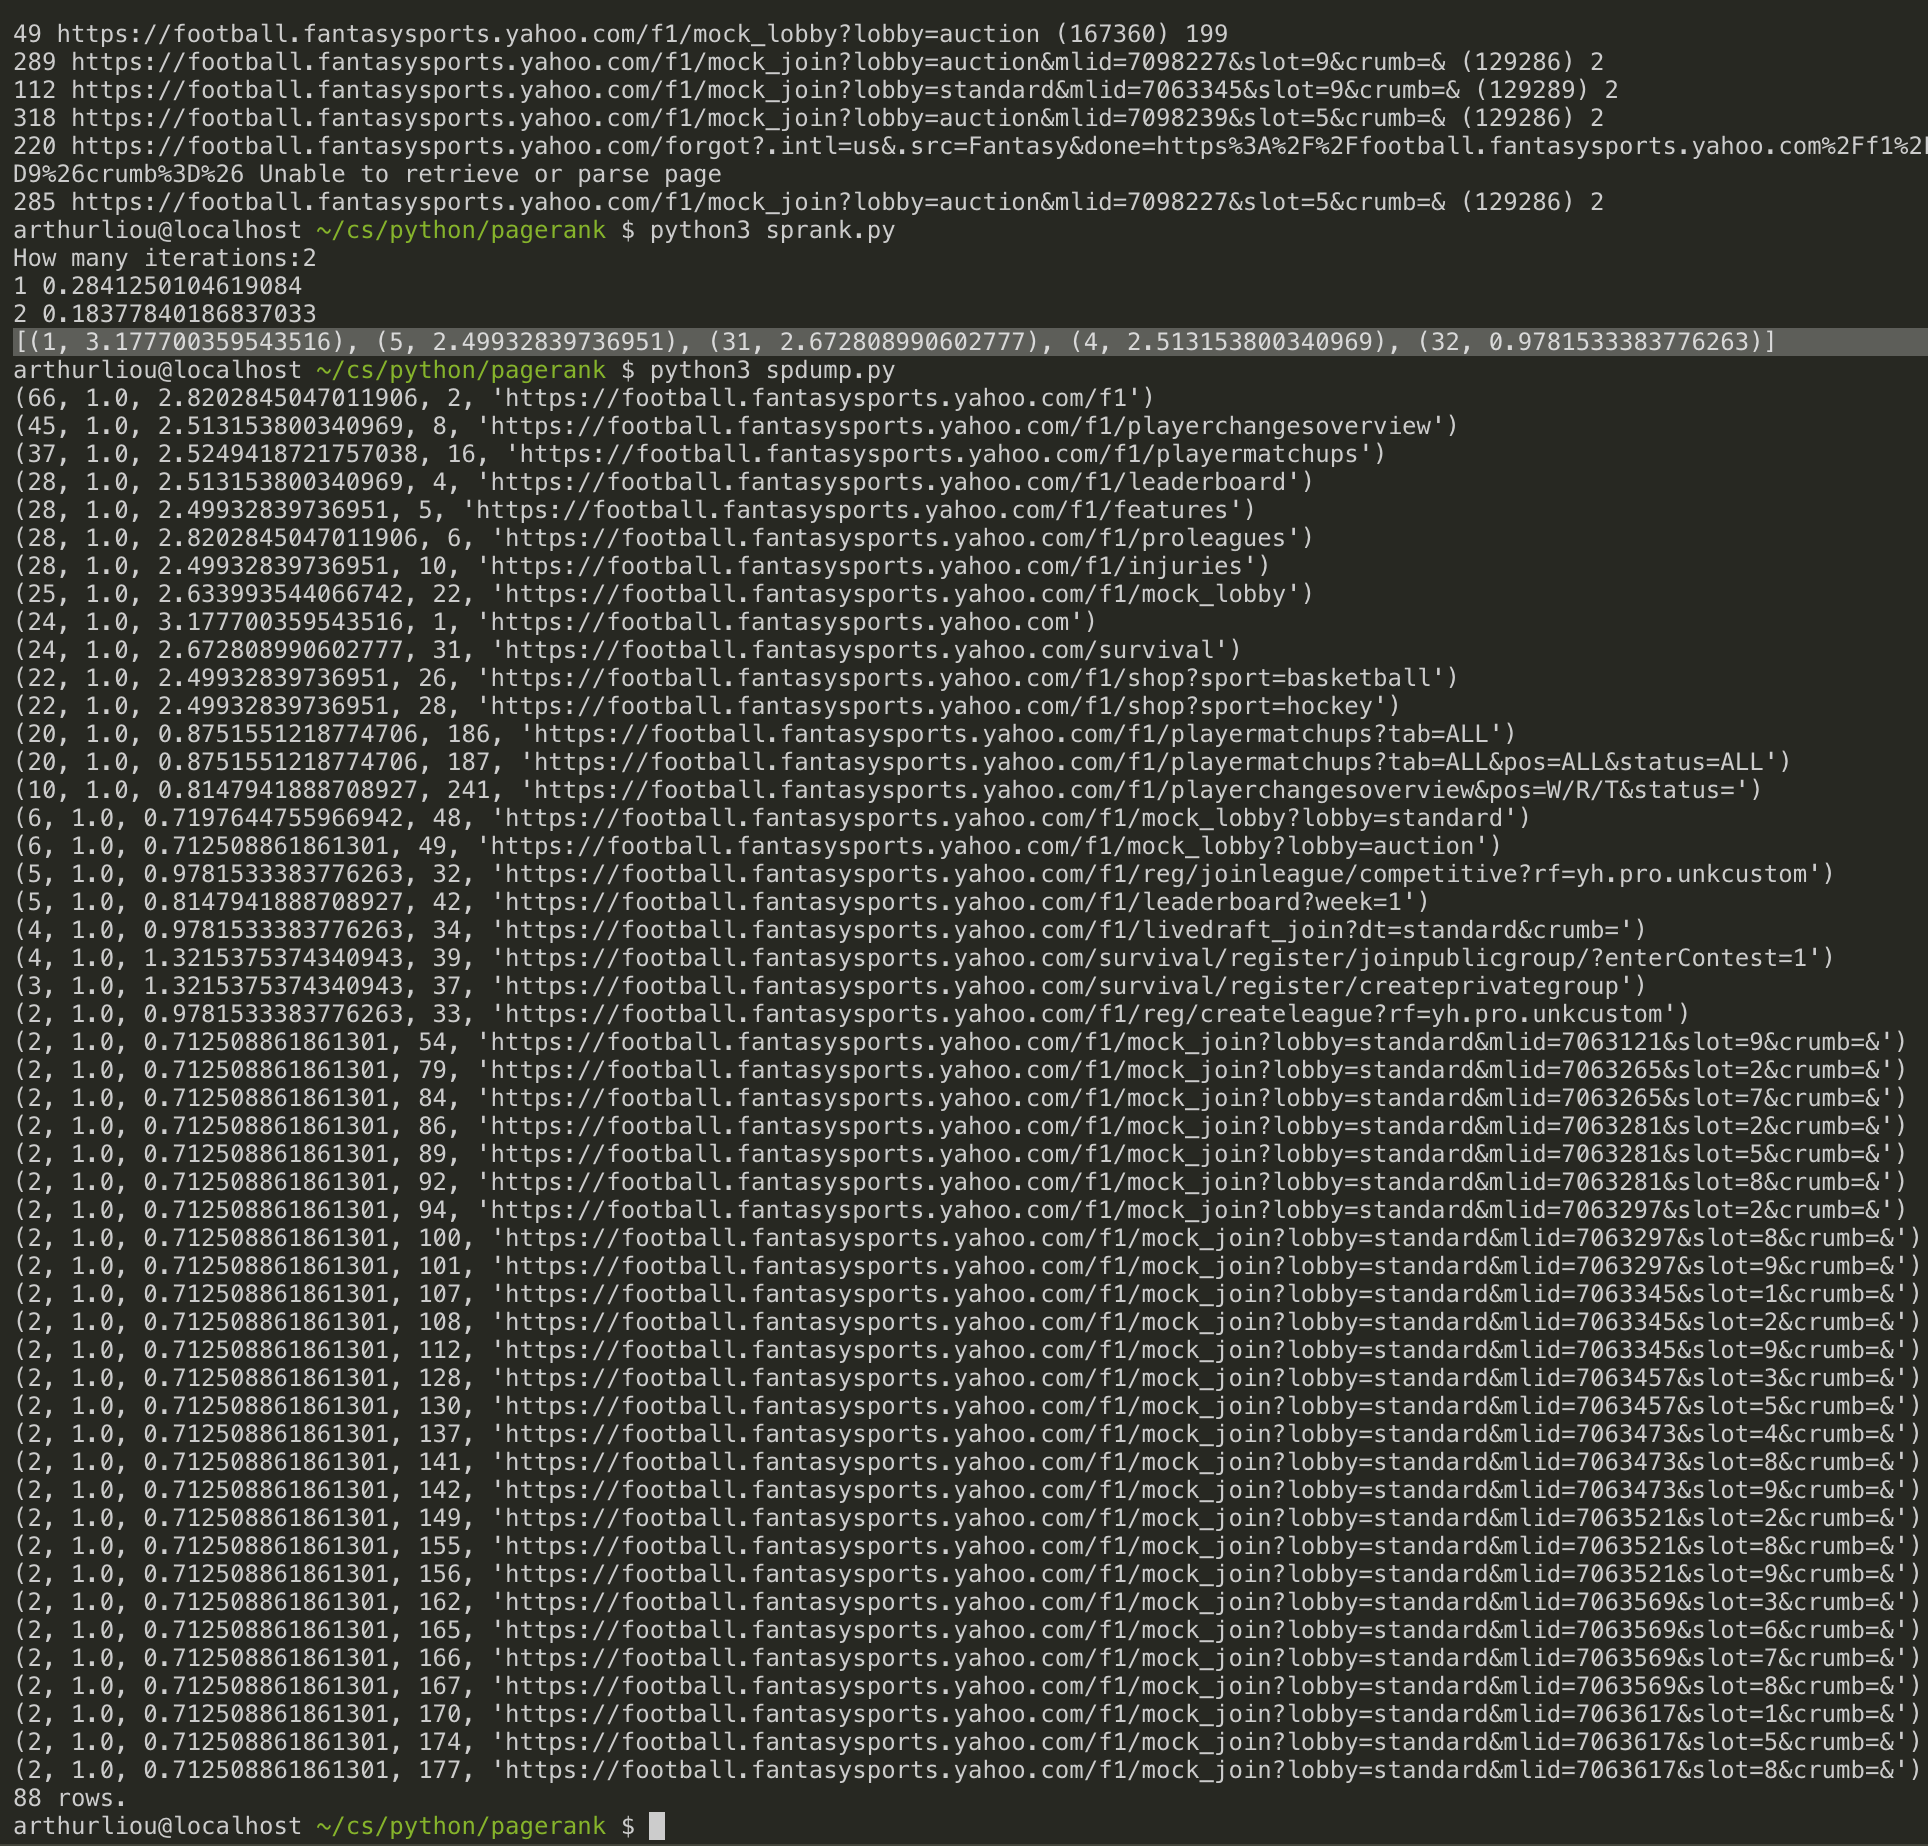 49 https://football.fantasysports.yahoo.com/f1/mock_lobby?lobby=auction (167360) 199
289 https://football.fantasysports.yahoo.com/f1/mock_join?lobby=auction&mlid=7098227&slot=9&crumb=& (129286) 2
112 https://football.fantasysports.yahoo.com/f1/mock_join?lobby=standard&mlid=7063345&slot=9&crumb=& (129289) 2
318 https://football.fantasysports.yahoo.com/f1/mock_join?lobby=auction&mlid=7098239&slot=5&crumb=& (129286) 2
220 https://football.fantasysports.yahoo.com/forgot?.intl=us&.src=Fantasy&done=https%3A%2F%2Ffootball.fantasysports.yahoo.com%2Ff1%2
D9%26crumb%3D%26 Unable to retrieve or parse page
285 https://football.fantasysports.yahoo.com/f1/mock_join?lobby=auction&mlid=7098227&slot=5&crumb=& (129286) 2
arthurliou@localhost ~/cs/python/pagerank $ python3 sprank.py
How many iterations:2
1 0.2841250104619084
2 0.18377840186837033
[(1, 3.177700359543516), (5, 2.49932839736951), (31, 2.672808990602777), (4, 2.513153800340969), (32, 0.9781533383776263)]
arthurliou@localhost ~/cs/python/pagerank $ python3 spdump.py
(66, 1.0, 2.8202845047011906, 2, 'https://football.fantasysports.yahoo.com/f1')
(45, 1.0, 2.513153800340969, 8, 'https://football.fantasysports.yahoo.com/f1/playerchangesoverview')
(37, 1.0, 2.5249418721757038, 16, 'https://football.fantasysports.yahoo.com/f1/playermatchups')
(28, 1.0, 2.513153800340969, 4, 'https://football.fantasysports.yahoo.com/f1/leaderboard')
(28, 1.0, 2.49932839736951, 5, 'https://football.fantasysports.yahoo.com/f1/features')
(28, 1.0, 2.8202845047011906, 6, 'https://football.fantasysports.yahoo.com/f1/proleagues')
(28, 1.0, 2.49932839736951, 10, 'https://football.fantasysports.yahoo.com/f1/injuries')
(25, 1.0, 2.633993544066742, 22, 'https://football.fantasysports.yahoo.com/f1/mock_lobby')
(24, 1.0, 3.177700359543516, 1, 'https://football.fantasysports.yahoo.com')
(24, 1.0, 2.672808990602777, 31, 'https://football.fantasysports.yahoo.com/survival')
(22, 1.0, 2.49932839736951, 26, 'https://football.fantasysports.yahoo.com/f1/shop?sport=basketball')
(22, 1.0, 2.49932839736951, 28, 'https://football.fantasysports.yahoo.com/f1/shop?sport=hockey')
(20, 1.0, 0.8751551218774706, 186, 'https://football.fantasysports.yahoo.com/f1/playermatchups?tab=ALL')
(20, 1.0, 0.8751551218774706, 187, 'https://football.fantasysports.yahoo.com/f1/playermatchups?tab=ALL&pos=ALL&status=ALL')
(10, 1.0, 0.8147941888708927, 241, 'https://football.fantasysports.yahoo.com/f1/playerchangesoverview&pos=W/R/T&status=')
(6, 1.0, 0.7197644755966942, 48, 'https://football.fantasysports.yahoo.com/f1/mock_lobby?lobby=standard')
(6, 1.0, 0.712508861861301, 49, 'https://football.fantasysports.yahoo.com/f1/mock_lobby?lobby=auction')
(5, 1.0, 0.9781533383776263, 32, 'https://football.fantasysports.yahoo.com/f1/reg/joinleague/competitive?rf=yh.pro.unkcustom')
(5, 1.0, 0.8147941888708927, 42, 'https://football.fantasysports.yahoo.com/f1/leaderboard?week=1')
(4, 1.0, 0.9781533383776263, 34, 'https://football.fantasysports.yahoo.com/f1/livedraft_join?dt=standard&crumb=')
(4, 1.0, 1.3215375374340943, 39, 'https://football.fantasysports.yahoo.com/survival/register/joinpublicgroup/?enterContest=1')
(3, 1.0, 1.3215375374340943, 37, 'https://football.fantasysports.yahoo.com/survival/register/createprivategroup')
(2, 1.0, 0.9781533383776263, 33, 'https://football.fantasysports.yahoo.com/f1/reg/createleague?rf=yh.pro.unkcustom')
(2, 1.0, 0.712508861861301, 54, 'https://football.fantasysports.yahoo.com/f1/mock_join?lobby=standard&mlid=7063121&slot=9&crumb=&')
(2, 1.0, 0.712508861861301, 79, 'https://football.fantasysports.yahoo.com/f1/mock_join?lobby=standard&mlid=7063265&slot=2&crumb=&')
(2, 1.0, 0.712508861861301, 84, 'https://football.fantasysports.yahoo.com/f1/mock_join?lobby=standard&mlid=7063265&slot=7&crumb=&')
(2, 1.0, 0.712508861861301, 86, 'https://football.fantasysports.yahoo.com/f1/mock_join?lobby=standard&mlid=7063281&slot=2&crumb=&')
(2, 1.0, 0.712508861861301, 89, 'https://football.fantasysports.yahoo.com/f1/mock_join?lobby=standard&mlid=7063281&slot=5&crumb=&')
(2, 1.0, 0.712508861861301, 92, 'https://football.fantasysports.yahoo.com/f1/mock_join?lobby=standard&mlid=7063281&slot=8&crumb=&')
(2, 1.0, 0.712508861861301, 94, 'https://football.fantasysports.yahoo.com/f1/mock_join?lobby=standard&mlid=7063297&slot=2&crumb=&')
(2, 1.0, 0.712508861861301, 100, 'https://football.fantasysports.yahoo.com/f1/mock_join?lobby=standard&mlid=7063297&slot=8&crumb=&')
(2, 1.0, 0.712508861861301, 101, 'https://football.fantasysports.yahoo.com/f1/mock_join?lobby=standard&mlid=7063297&slot=9&crumb=&')
(2, 1.0, 0.712508861861301, 107, 'https://football.fantasysports.yahoo.com/f1/mock_join?lobby=standard&mlid=7063345&slot=1&crumb=&')
(2, 1.0, 0.712508861861301, 108, 'https://football.fantasysports.yahoo.com/f1/mock_join?lobby=standard&mlid=7063345&slot=2&crumb=&')
(2, 1.0, 0.712508861861301, 112, 'https://football.fantasysports.yahoo.com/f1/mock_join?lobby=standard&mlid=7063345&slot=9&crumb=&')
(2, 1.0, 0.712508861861301, 128, 'https://football.fantasysports.yahoo.com/f1/mock_join?lobby=standard&mlid=7063457&slot=3&crumb=&')
(2, 1.0, 0.712508861861301, 130, 'https://football.fantasysports.yahoo.com/f1/mock_join?lobby=standard&mlid=7063457&slot=5&crumb=&')
(2, 1.0, 0.712508861861301, 137, 'https://football.fantasysports.yahoo.com/f1/mock_join?lobby=standard&mlid=7063473&slot=4&crumb=&')
(2, 1.0, 0.712508861861301, 141, 'https://football.fantasysports.yahoo.com/f1/mock_join?lobby=standard&mlid=7063473&slot=8&crumb=&')
(2, 1.0, 0.712508861861301, 142, 'https://football.fantasysports.yahoo.com/f1/mock_join?lobby=standard&mlid=7063473&slot=9&crumb=&')
(2, 1.0, 0.712508861861301, 149, 'https://football.fantasysports.yahoo.com/f1/mock_join?lobby=standard&mlid=7063521&slot=2&crumb=&')
(2, 1.0, 0.712508861861301, 155, 'https://football.fantasysports.yahoo.com/f1/mock_join?lobby=standard&mlid=7063521&slot=8&crumb=&')
(2, 1.0, 0.712508861861301, 156, 'https://football.fantasysports.yahoo.com/f1/mock_join?lobby=standard&mlid=7063521&slot=9&crumb=&')
(2, 1.0, 0.712508861861301, 162, 'https://football.fantasysports.yahoo.com/f1/mock_join?lobby=standard&mlid=7063569&slot=3&crumb=&')
(2, 1.0, 0.712508861861301, 165, 'https://football.fantasysports.yahoo.com/f1/mock_join?lobby=standard&mlid=7063569&slot=6&crumb=&')
(2, 1.0, 0.712508861861301, 166, 'https://football.fantasysports.yahoo.com/f1/mock_join?lobby=standard&mlid=7063569&slot=7&crumb=&')
(2, 1.0, 0.712508861861301, 167, 'https://football.fantasysports.yahoo.com/f1/mock_join?lobby=standard&mlid=7063569&slot=8&crumb=&')
(2, 1.0, 0.712508861861301, 170, 'https://football.fantasysports.yahoo.com/f1/mock_join?lobby=standard&mlid=7063617&slot=1&crumb=&')
(2, 1.0, 0.712508861861301, 174, 'https://football.fantasysports.yahoo.com/f1/mock_join?lobby=standard&mlid=7063617&slot=5&crumb=&')
(2, 1.0, 0.712508861861301, 177, 'https://football.fantasysports.yahoo.com/f1/mock_join?lobby=standard&mlid=7063617&slot=8&crumb=&')
88 rows.
arthurliou@localhost ~/cs/python/pagerank $